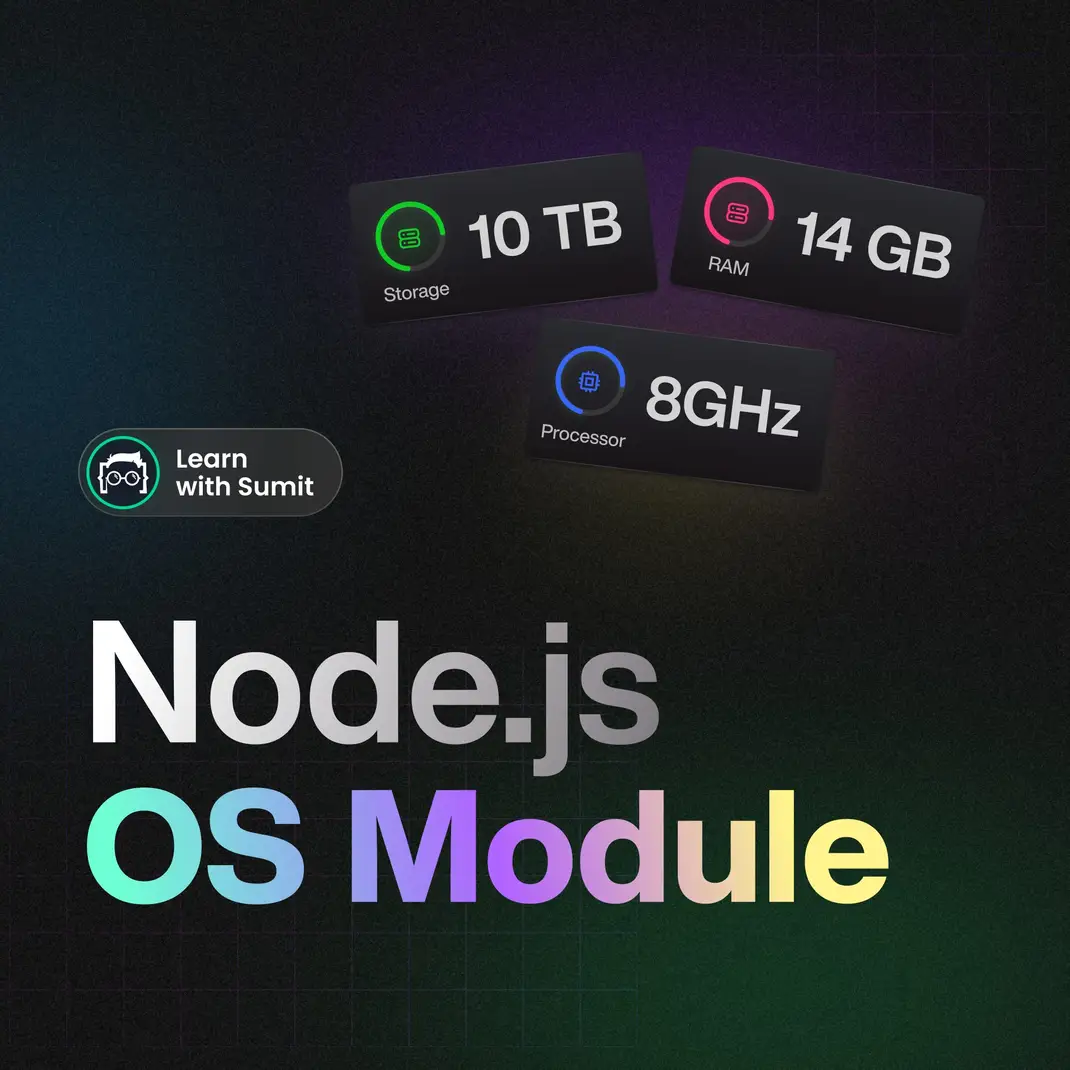 10 TB
Storage
14 GB
RAM
8GHz
Processor
Learn
with Sumit
Node.js
OS Module